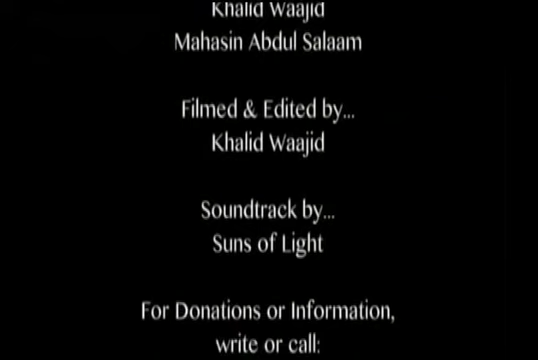 Khalid Waajid
Mahasin Abdul Salaam
Filmed & Edited by...
Khalid Waajid
Soundtrack by...
Suns of Light
For Donations or Information,
write or call: